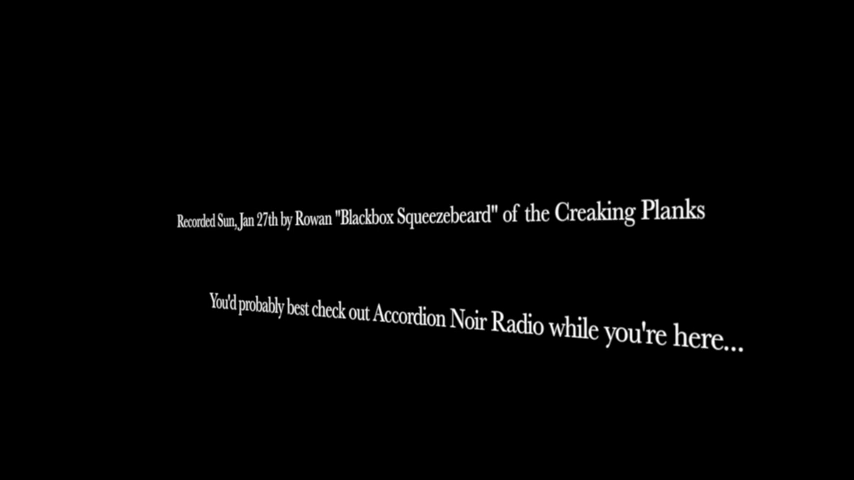 Recorded Sun, Jan 27th by Rowan "Blackbox Squeezebeard" of the Creaking Planks
You'd probably best check out Accordion Noir Radio while you're here...